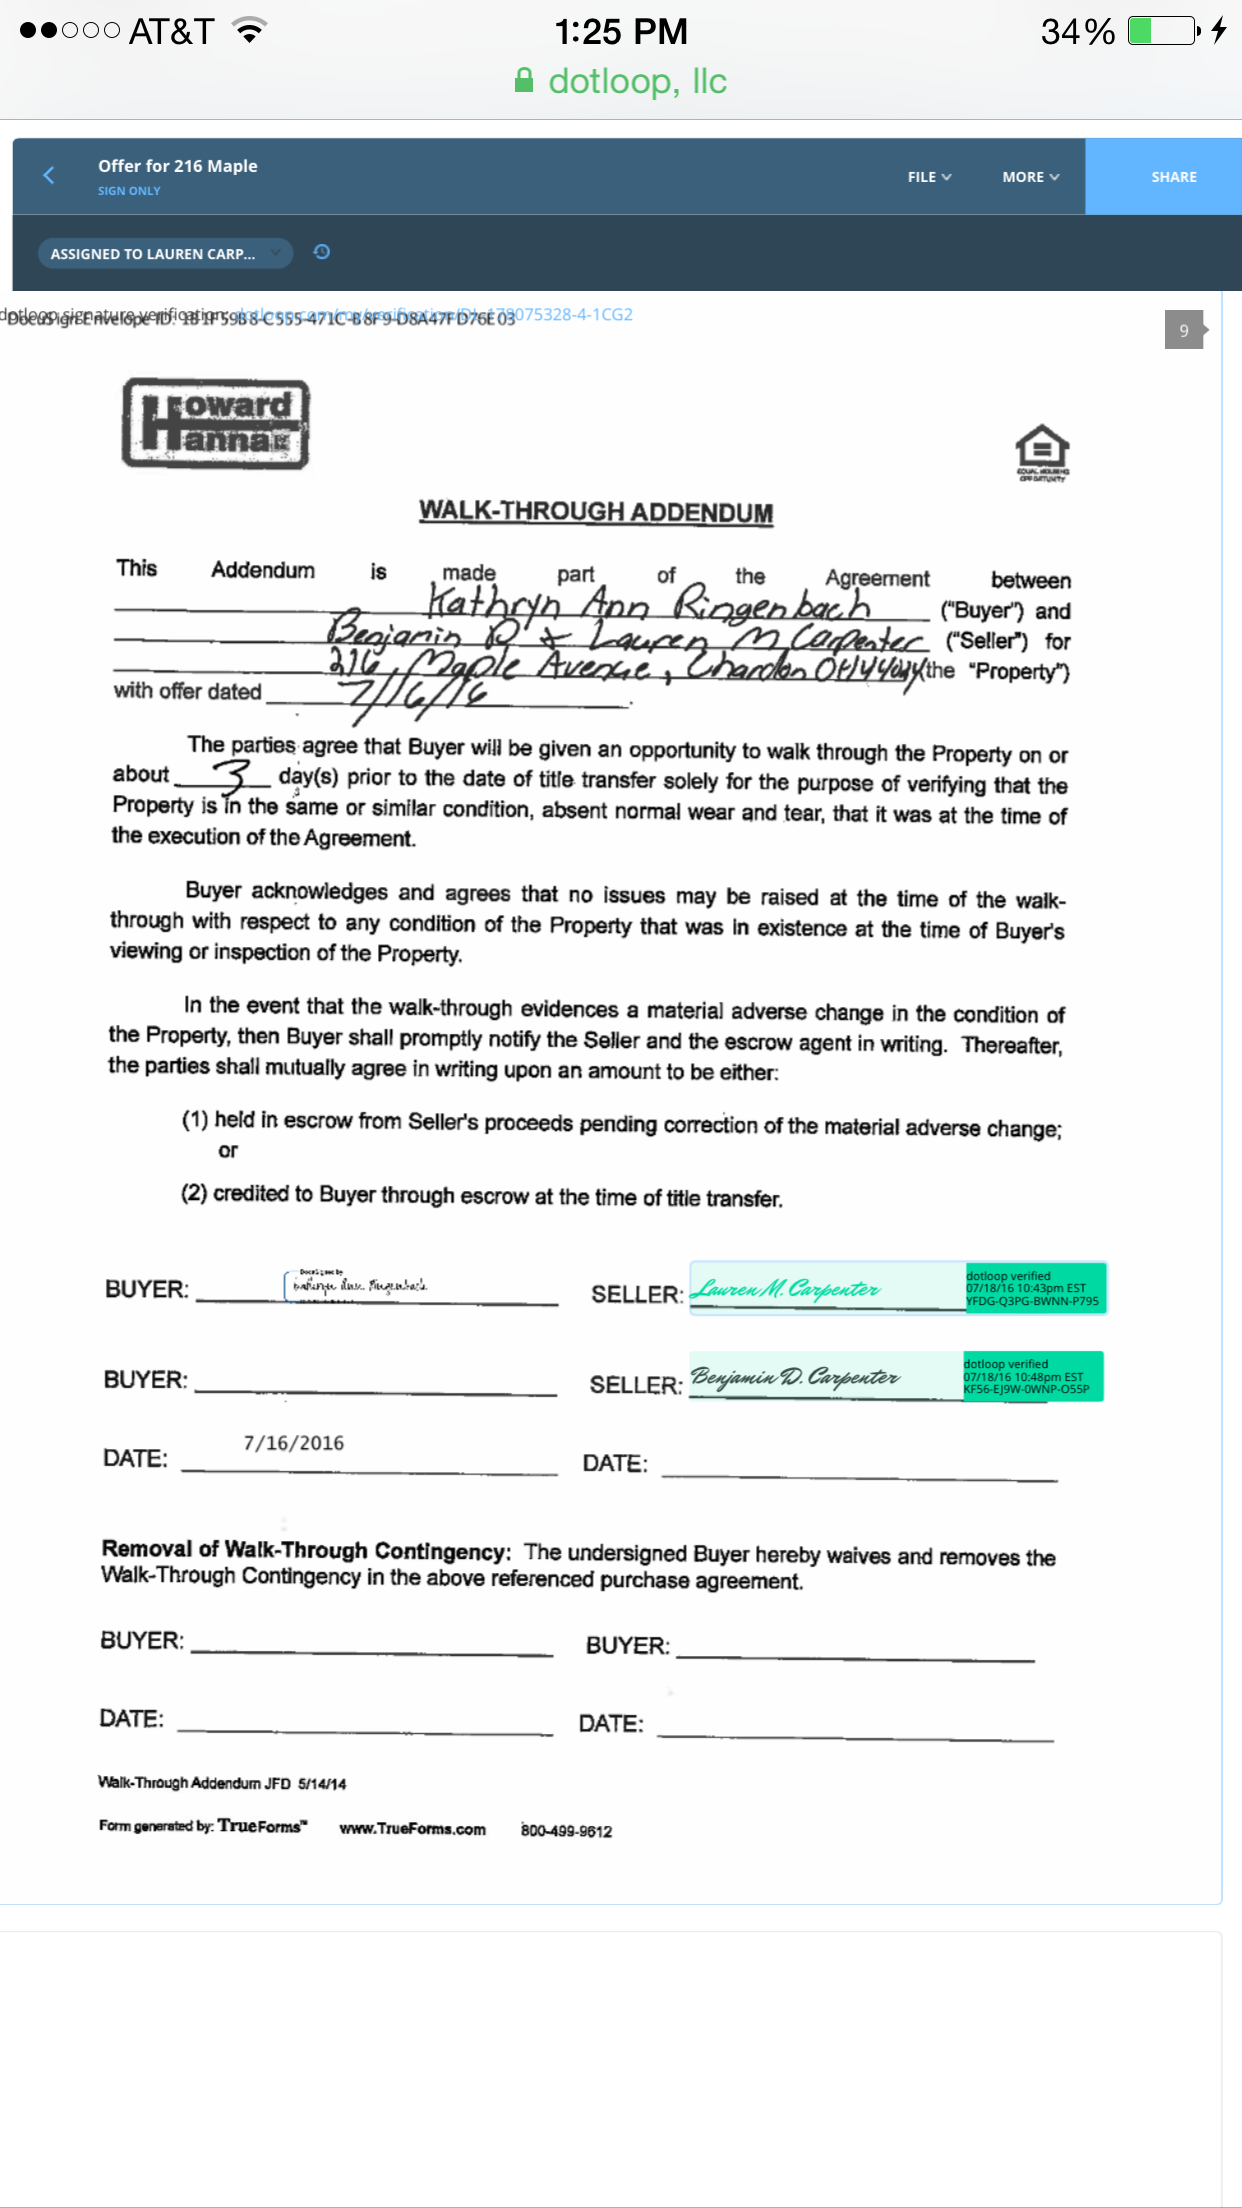 AT&T 1:25 PM 34%
dotloop, llc
Offer for 216 Maple
SIGN ONLY
FILE MORE SHARE
ASSIGNED TO LAUREN CARP...
dotloop signature verification: dotloop.com/my/verification/DL-178075328-4-1CG2
DocuSign Envelope ID: 1B1F59B8-C555-471C-B8F9-D8A47FD76E03
9
Howard
Hanna
EQUAL HOUSING
OPPORTUNITY
WALK-THROUGH ADDENDUM
This Addendum is made part of the Agreement between
Kathryn Ann Ringenbach ("Buyer") and
Benjamin D & Lauren M Carpenter ("Seller") for
216 Maple Avenue, Chardon OH 44024 (the "Property")
with offer dated 7/16/16.
The parties agree that Buyer will be given an opportunity to walk through the Property on or
about 3 day(s) prior to the date of title transfer solely for the purpose of verifying that the
Property is in the same or similar condition, absent normal wear and tear, that it was at the time of
the execution of the Agreement.
Buyer acknowledges and agrees that no issues may be raised at the time of the walk-
through with respect to any condition of the Property that was in existence at the time of Buyer's
viewing or inspection of the Property.
In the event that the walk-through evidences a material adverse change in the condition of
the Property, then Buyer shall promptly notify the Seller and the escrow agent in writing. Thereafter,
the parties shall mutually agree in writing upon an amount to be either:
(1) held in escrow from Seller's proceeds pending correction of the material adverse change;
or
(2) credited to Buyer through escrow at the time of title transfer.
BUYER: DocuSigned by Kathryn Ann Ringenbach SELLER: Lauren M. Carpenter
dotloop verified
07/18/16 10:43pm EST
YFDG-Q3PG-BWNN-P795
BUYER: SELLER: Benjamin D. Carpenter
dotloop verified
07/18/16 10:48pm EST
KF56-EJ9W-0WNP-O55P
DATE: 7/16/2016 DATE:
Removal of Walk-Through Contingency: The undersigned Buyer hereby waives and removes the
Walk-Through Contingency in the above referenced purchase agreement.
BUYER: BUYER:
DATE: DATE:
Walk-Through Addendum JFD 5/14/14
Form generated by: TrueForms™ www.TrueForms.com 800-499-9612